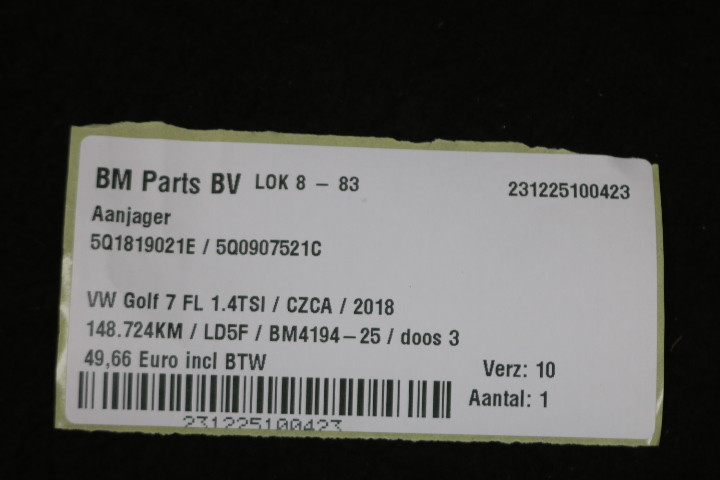 BM Parts BV LOK 8 - 83 231225100423
Aanjager
5Q1819021E / 5Q0907521C
VW Golf 7 FL 1.4TSI / CZCA / 2018
148.724KM / LD5F / BM4194-25 / doos 3
49,66 Euro incl BTW Verz: 10
Aantal: 1
231225100423